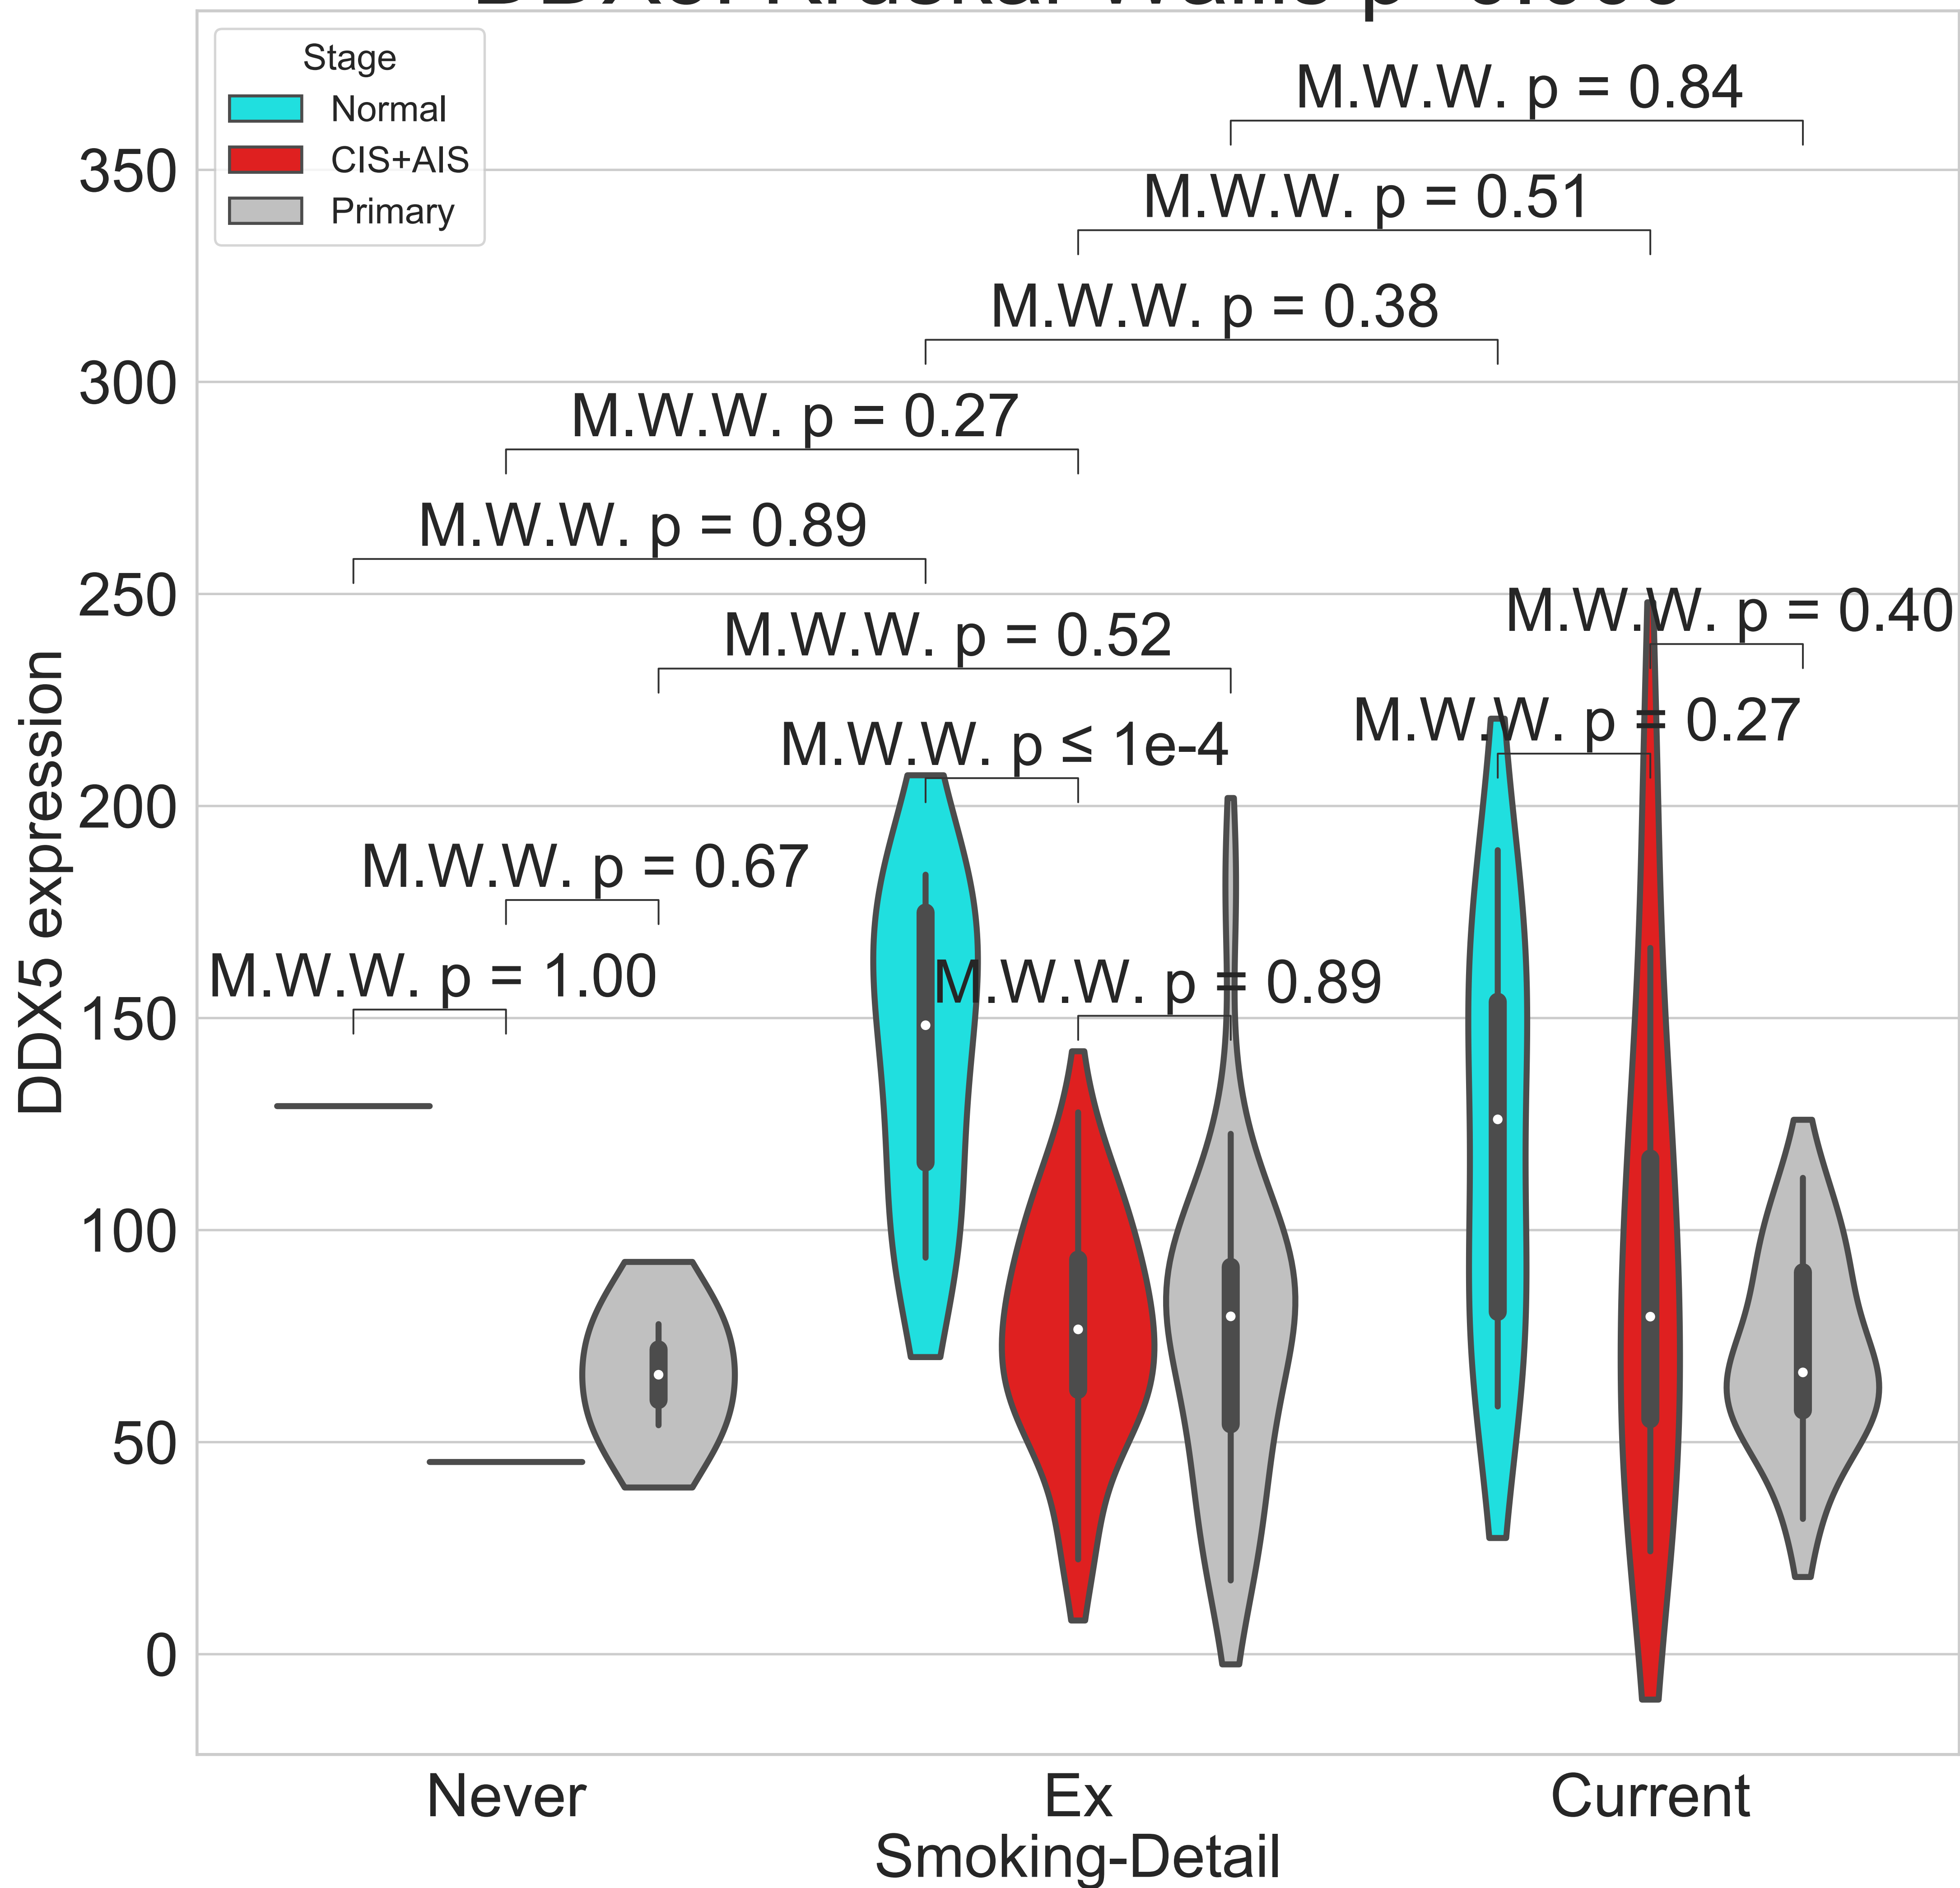 Stage
Normal
CIS+AIS
Primary
M.W.W. p = 0.84
M.W.W. p = 0.51
M.W.W. p = 0.38
M.W.W. p = 0.27
M.W.W. p = 0.89
M.W.W. p = 0.52
M.W.W. p = 0.40
M.W.W. p = 0.27
M.W.W. p ≤ 1e-4
M.W.W. p = 0.67
M.W.W. p = 1.00
M.W.W. p = 0.89
350
300
250
200
150
100
50
0
DDX5 expression
Never
Ex
Current
Smoking-Detail